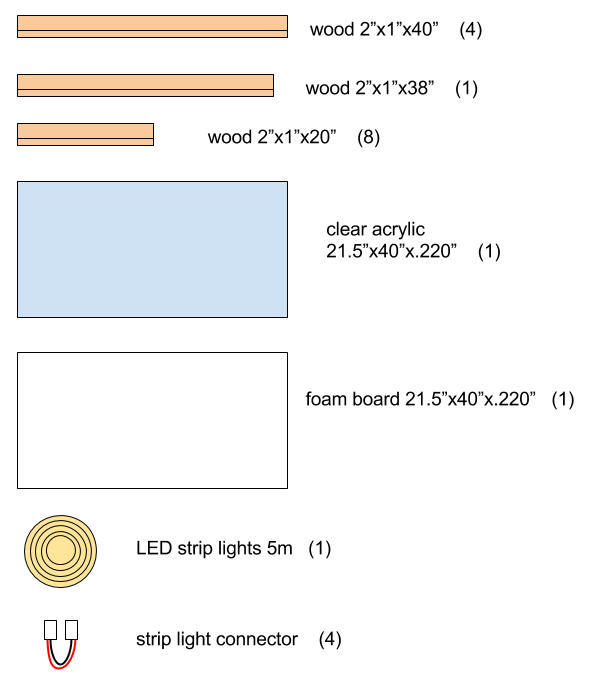 wood 2”x1”x40” (4)
wood 2”x1”x38” (1)
wood 2”x1”x20” (8)
clear acrylic
21.5”x40”x.220” (1)
foam board 21.5”x40”x.220” (1)
LED strip lights 5m (1)
strip light connector (4)